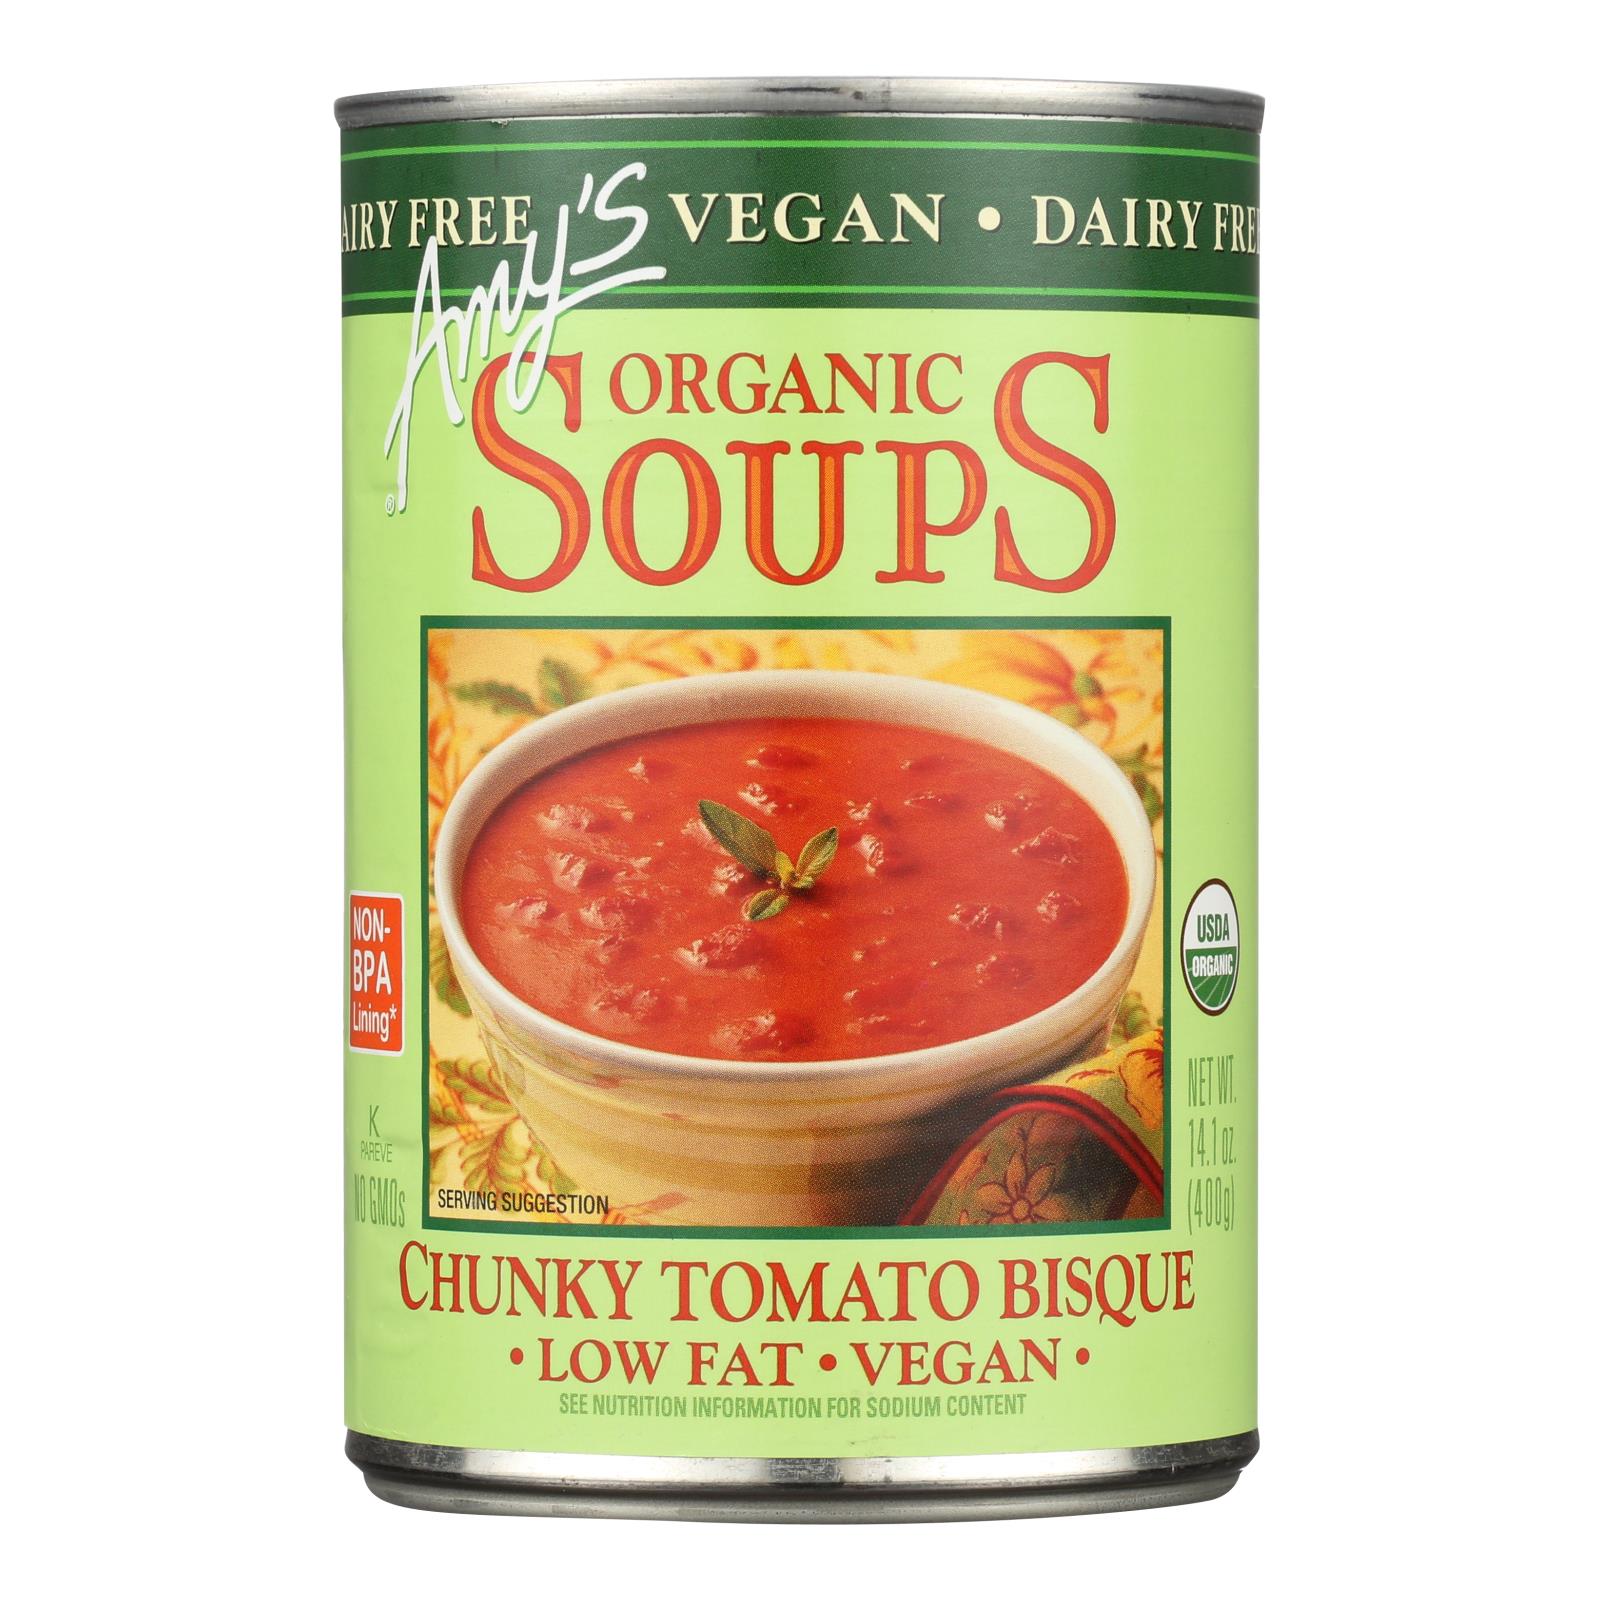 AIRY FREE VEGAN • DAIRY FREE
Amy's
®
ORGANIC
SOUPS
NON-
BPA
Lining*
USDA
ORGANIC
K
PAREVE
NO GMOs
NET WT.
14.1 oz.
(400g)
SERVING SUGGESTION
CHUNKY TOMATO BISQUE
• LOW FAT • VEGAN •
SEE NUTRITION INFORMATION FOR SODIUM CONTENT